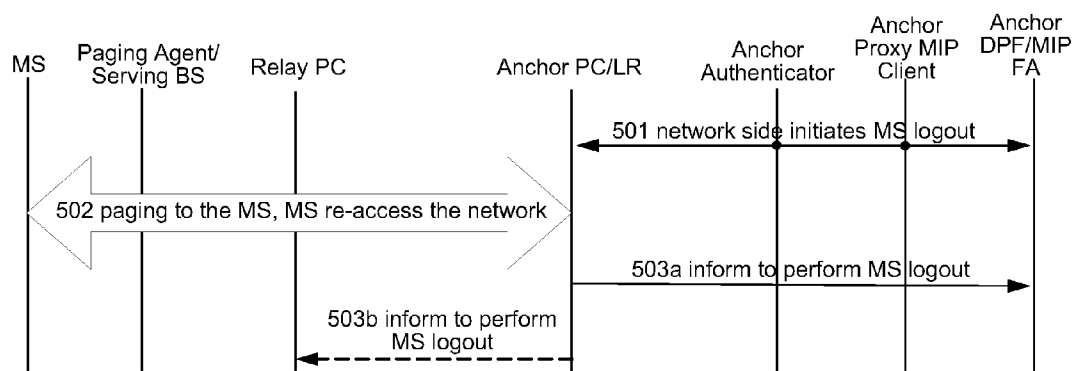 MS
Paging Agent/
Serving BS
Relay PC
Anchor PC/LR
Anchor
Authenticator
Anchor
Proxy MIP
Client
Anchor
DPF/MIP
FA
501 network side initiates MS logout
502 paging to the MS, MS re-access the network
503a inform to perform MS logout
503b inform to perform
MS logout